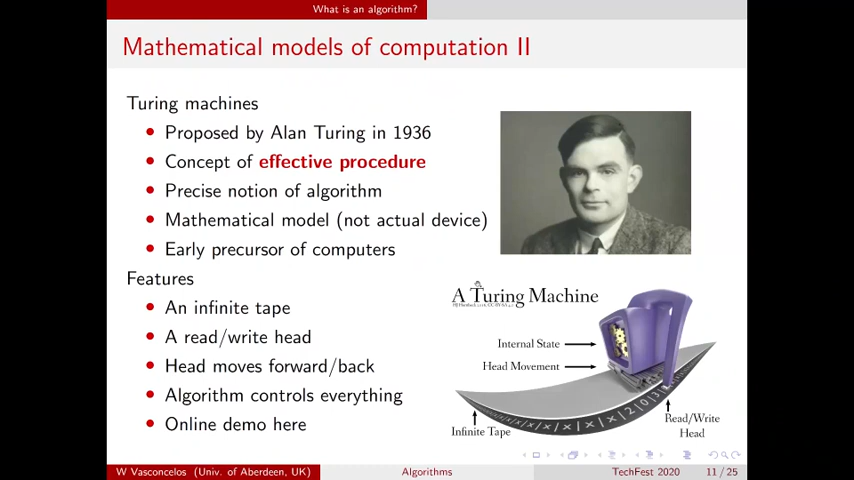 What is an algorithm?
Mathematical models of computation II
Turing machines
Proposed by Alan Turing in 1936
Concept of effective procedure
Precise notion of algorithm
Mathematical model (not actual device)
Early precursor of computers
Features
An infinite tape
A read/write head
Head moves forward/back
Algorithm controls everything
Online demo here
A Turing Machine
Internal State
Head Movement
Infinite Tape
Read/Write
Head
W Vasconcelos (Univ. of Aberdeen, UK)
Algorithms
TechFest 2020
11 / 25